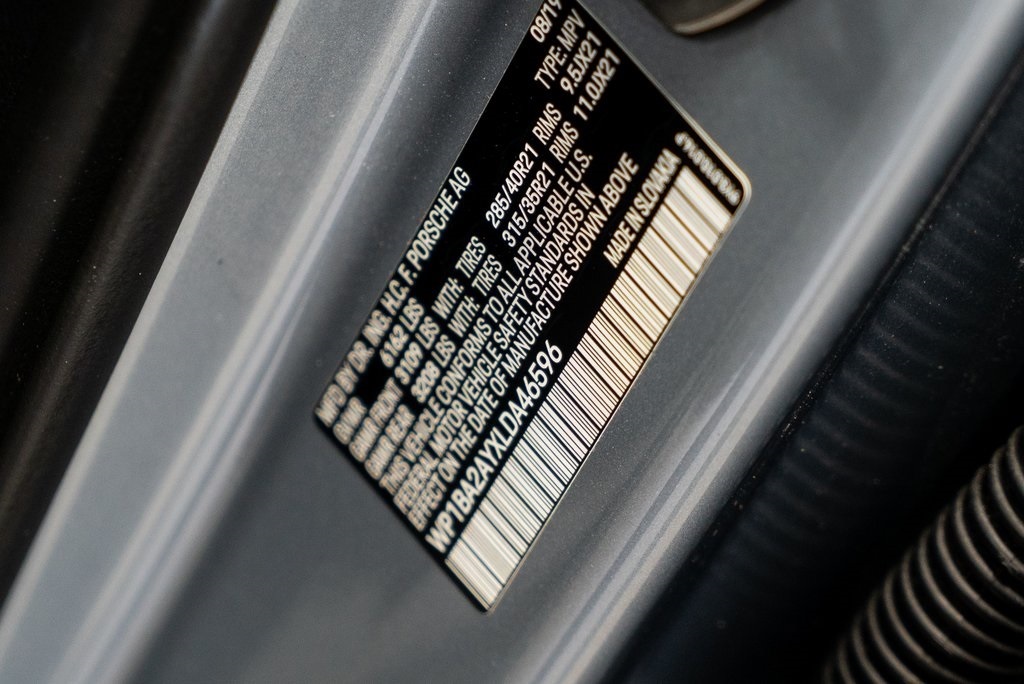 MFD BY DR. ING. H.C. F. PORSCHE AG 08/19
GVWR 6162 LBS TYPE: MPV
GAWR FRONT 3109 LBS WITH: TIRES 285/40R21 RIMS 9.5JX21
GAWR REAR 3208 LBS WITH: TIRES 315/35R21 RIMS 11.0JX21
THIS VEHICLE CONFORMS TO ALL APPLICABLE U.S.
FEDERAL MOTOR VEHICLE SAFETY STANDARDS IN
EFFECT ON THE DATE OF MANUFACTURE SHOWN ABOVE
WP1BA2AYXLDA46596 MADE IN SLOVAKIA